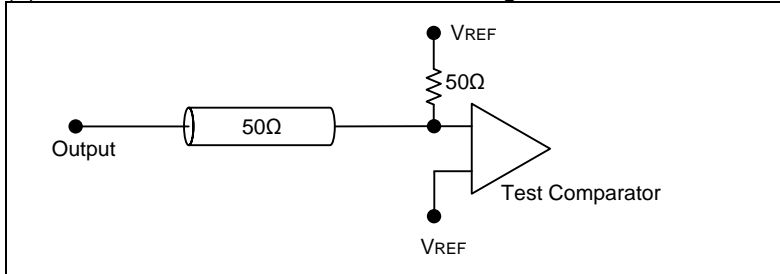 VREF
50Ω
50Ω
Output
Test Comparator
VREF